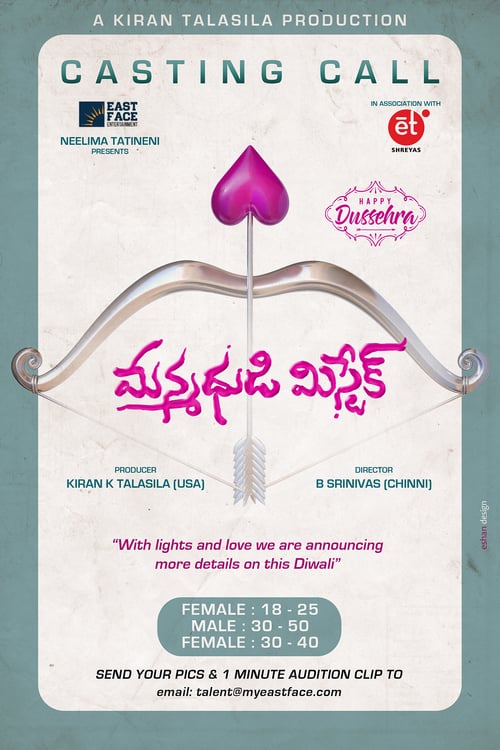 A KIRAN TALASILA PRODUCTION
CASTING CALL
EAST
FACE
ENTERTAINMENT
NEELIMA TATINENI
PRESENTS
IN ASSOCIATION WITH
ēt
SHREYAS
HAPPY
Dussehra
మన్మధుడి మిస్టేక్
PRODUCER
KIRAN K TALASILA (USA)
DIRECTOR
B SRINIVAS (CHINNI)
eshan design
“With lights and love we are announcing
more details on this Diwali”
FEMALE : 18 - 25
MALE : 30 - 50
FEMALE : 30 - 40
SEND YOUR PICS & 1 MINUTE AUDITION CLIP TO
email: talent@myeastface.com